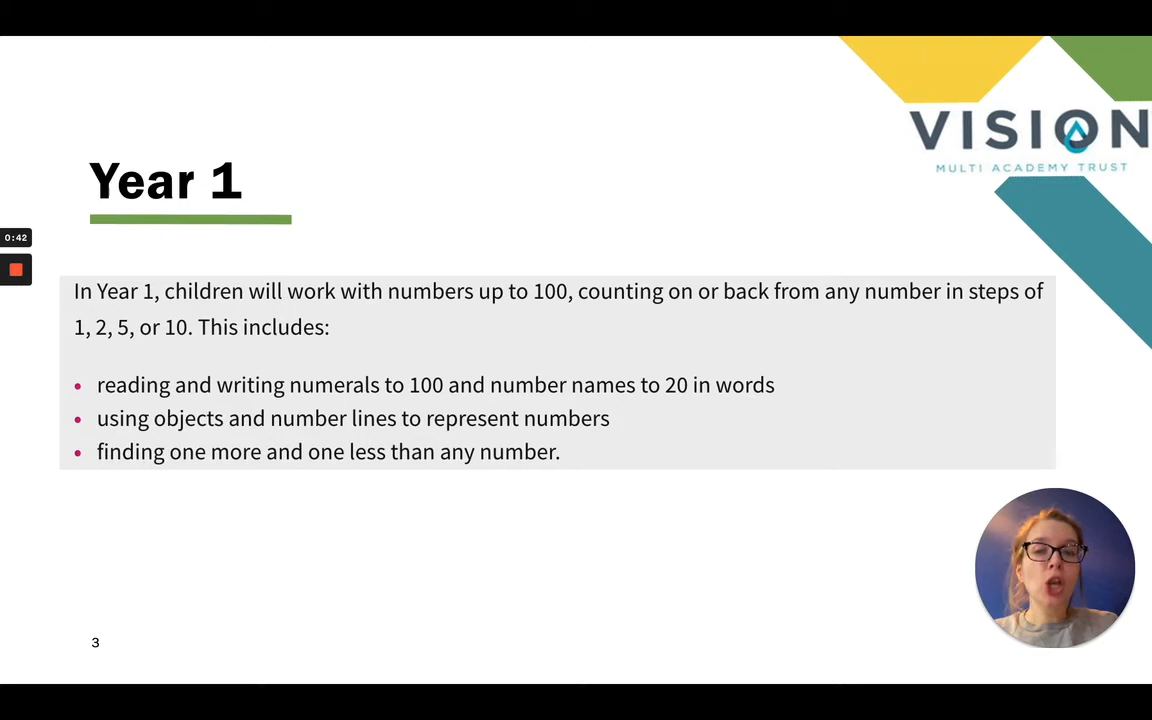 VISION
MULTI ACADEMY TRUST
Year 1
0:42
In Year 1, children will work with numbers up to 100, counting on or back from any number in steps of
1, 2, 5, or 10. This includes:
• reading and writing numerals to 100 and number names to 20 in words
• using objects and number lines to represent numbers
• finding one more and one less than any number.
3